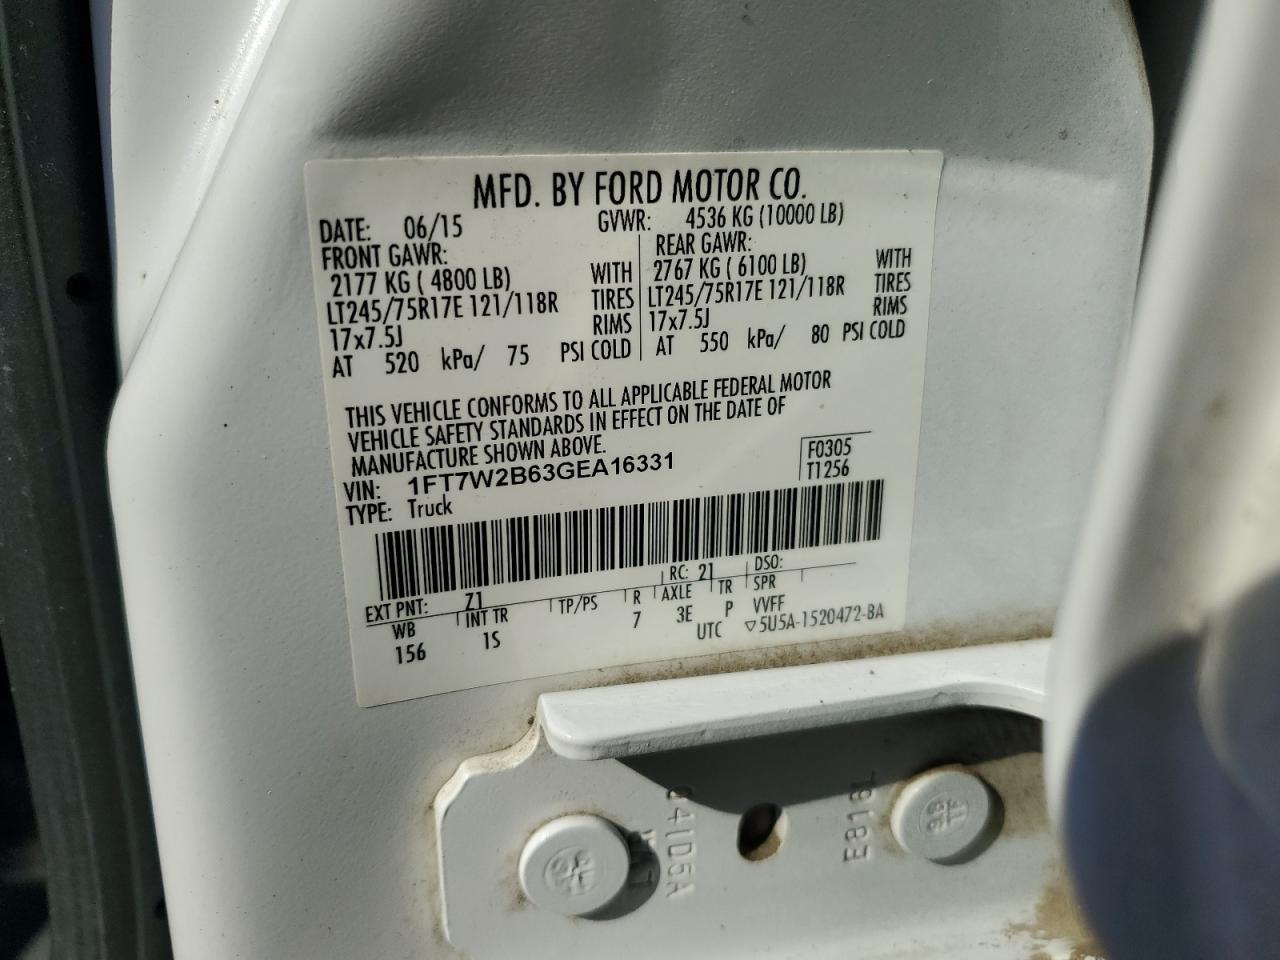 MFD. BY FORD MOTOR CO.
DATE: 06/15 GVWR: 4536 KG (10000 LB)
FRONT GAWR: REAR GAWR:
2177 KG ( 4800 LB) WITH 2767 KG ( 6100 LB) WITH
LT245/75R17E 121/118R TIRES LT245/75R17E 121/118R TIRES
17x7.5J RIMS 17x7.5J RIMS
AT 520 kPa/ 75 PSI COLD AT 550 kPa/ 80 PSI COLD
THIS VEHICLE CONFORMS TO ALL APPLICABLE FEDERAL MOTOR
VEHICLE SAFETY STANDARDS IN EFFECT ON THE DATE OF
MANUFACTURE SHOWN ABOVE.
VIN: 1FT7W2B63GEA16331 F0305
TYPE: Truck T1256
EXT PNT: Z1 RC: 21 DSO:
WB INT TR TP/PS R AXLE TR SPR
156 1S 7 3E P VVFF
UTC ▽5U5A-1520472-BA